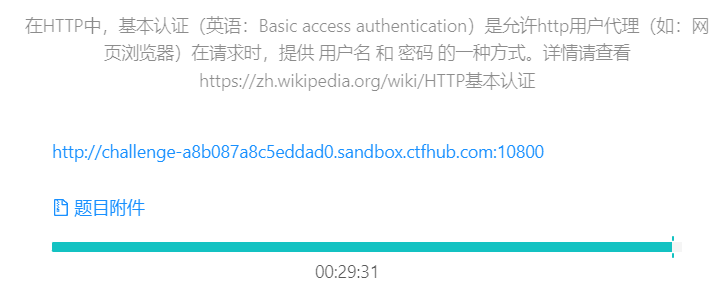 在HTTP中，基本认证（英语：Basic access authentication）是允许http用户代理（如：网
页浏览器）在请求时，提供 用户名 和 密码 的一种方式。详情请查看
https://zh.wikipedia.org/wiki/HTTP基本认证
http://challenge-a8b087a8c5eddad0.sandbox.ctfhub.com:10800
题目附件
00:29:31